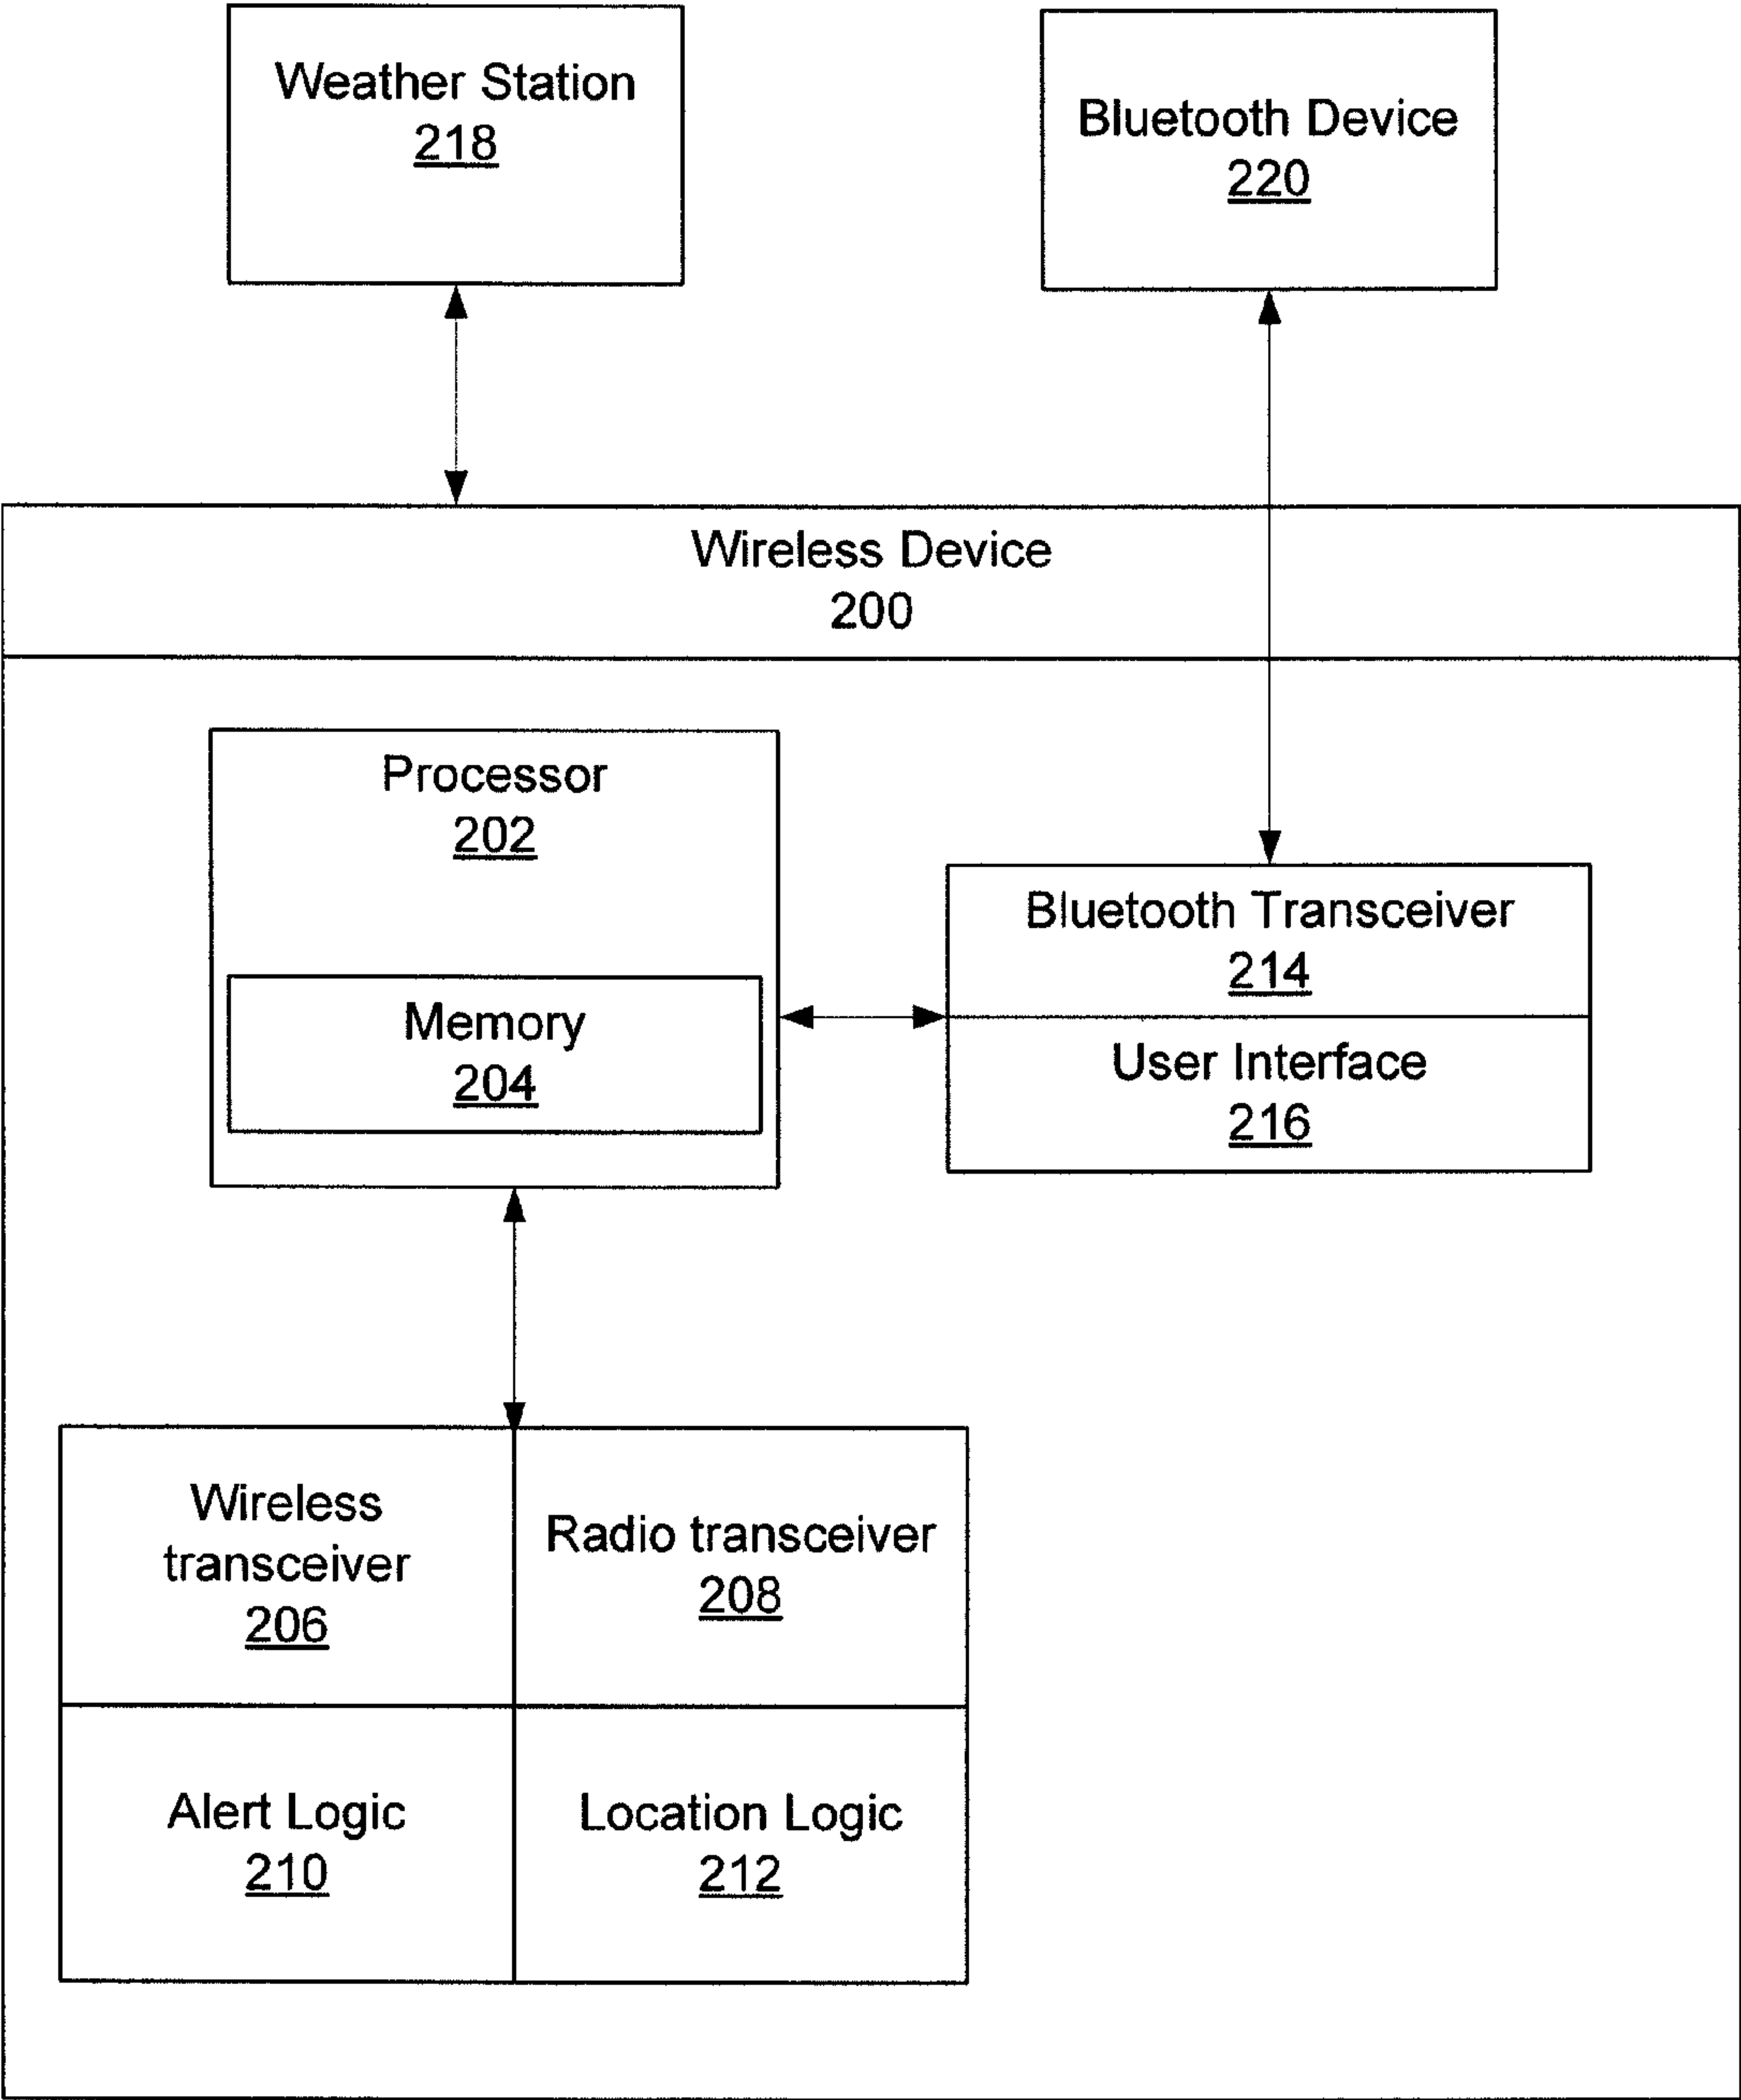 Weather Station
218
Bluetooth Device
220
Wireless Device
200
Processor
202
Memory
204
Bluetooth Transceiver
214
User Interface
216
Wireless
transceiver
206
Radio transceiver
208
Alert Logic
210
Location Logic
212